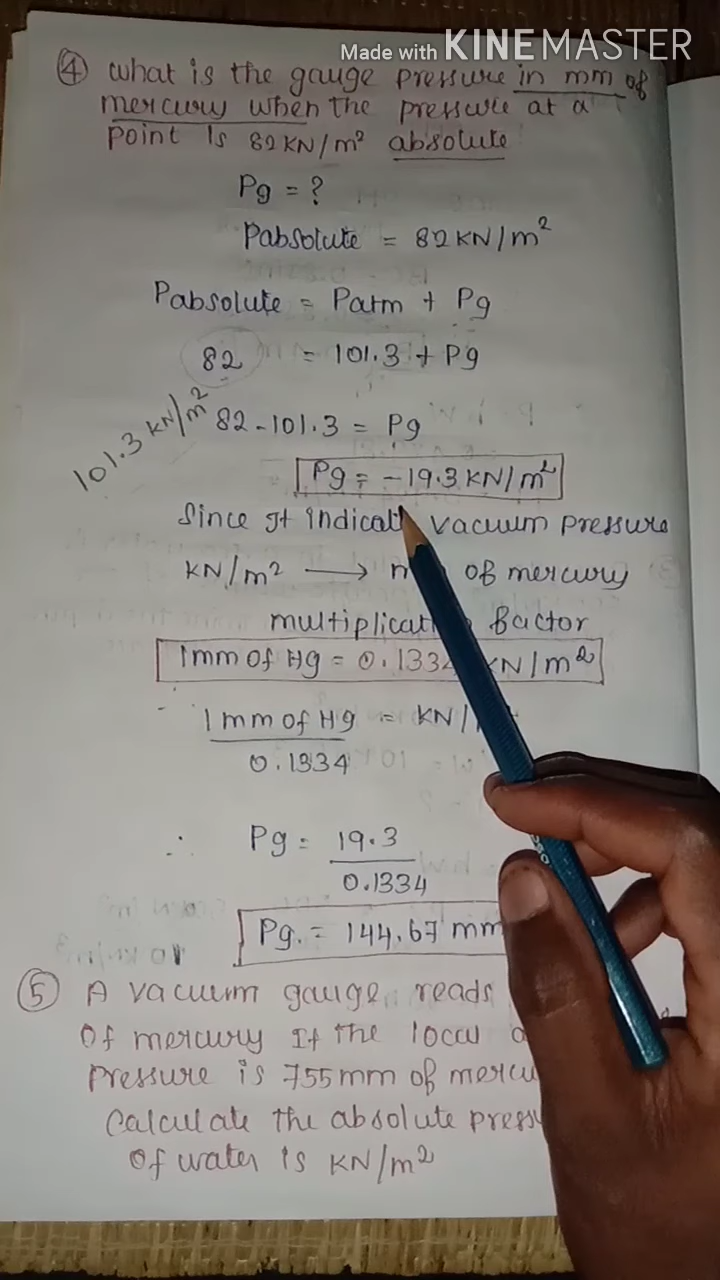 Made with KINEMASTER
④ What is the gauge pressure in mm of
mercury when the pressure at a
point is 82 KN/m² absolute
Pg = ?
Pabsolute = 82 KN/m²
Pabsolute = Patm + Pg
82 = 101.3 + Pg
101.3 KN/m²
82 - 101.3 = Pg
Pg = -19.3 KN/m²
Since It indicat vacuum pressure
KN/m² → of mercury
multiplicati factor
1mm of Hg = 0.1334 KN/m²
1 mm of Hg = KN/
0.1334
∴ Pg = 19.3
0.1334
Pg = 144.67 mm
⑤ A vacuum gauge reads
Of mercury If the local
pressure is 755mm of mercu
Calculate the absolute press
of water is KN/m²